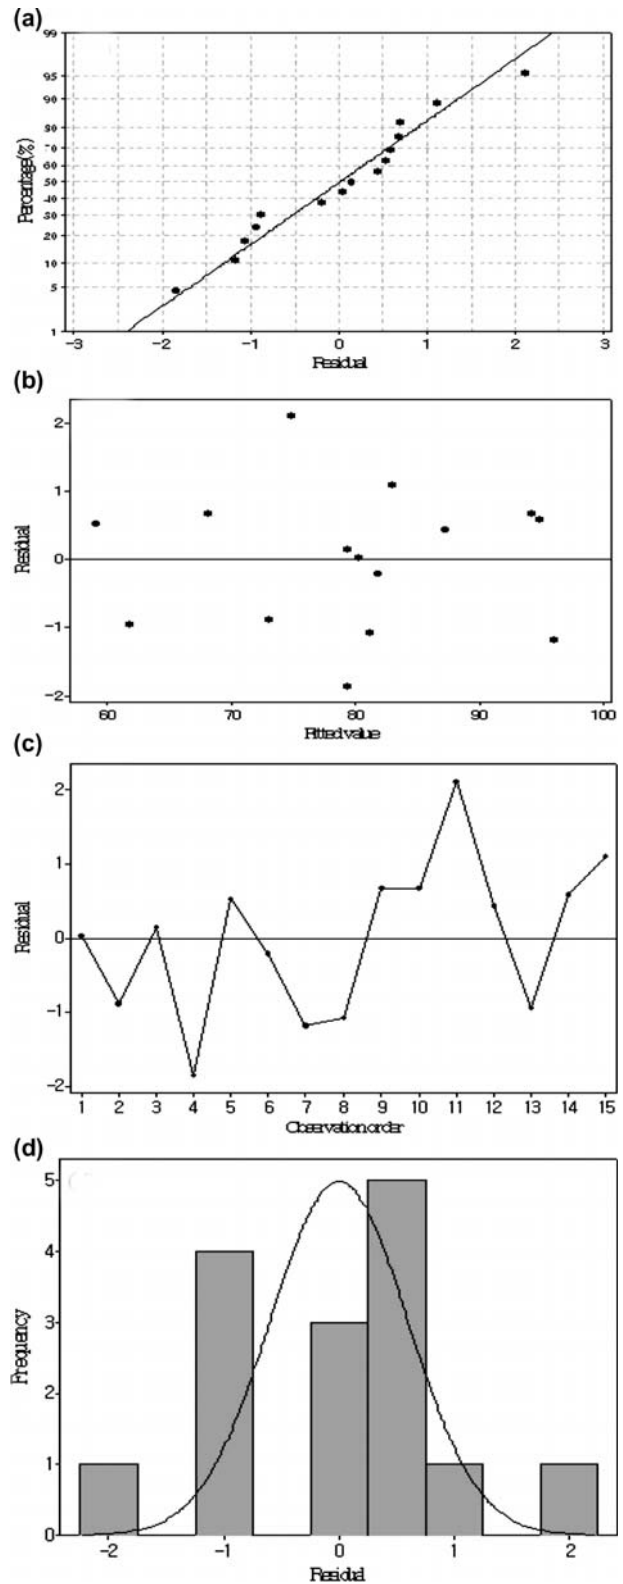 (a)
99
95
90
80
70
60
50
40
30
20
10
5
1
Percentage(%)
-3 -2 -1 0 1 2 3
Residual
(b)
2
1
0
-1
-2
Residual
60 70 80 90 100
Fitted value
(c)
2
1
0
-1
-2
Residual
1 2 3 4 5 6 7 8 9 10 11 12 13 14 15
Observation order
(d)
5
4
3
2
1
0
Frequency
-2 -1 0 1 2
Residual